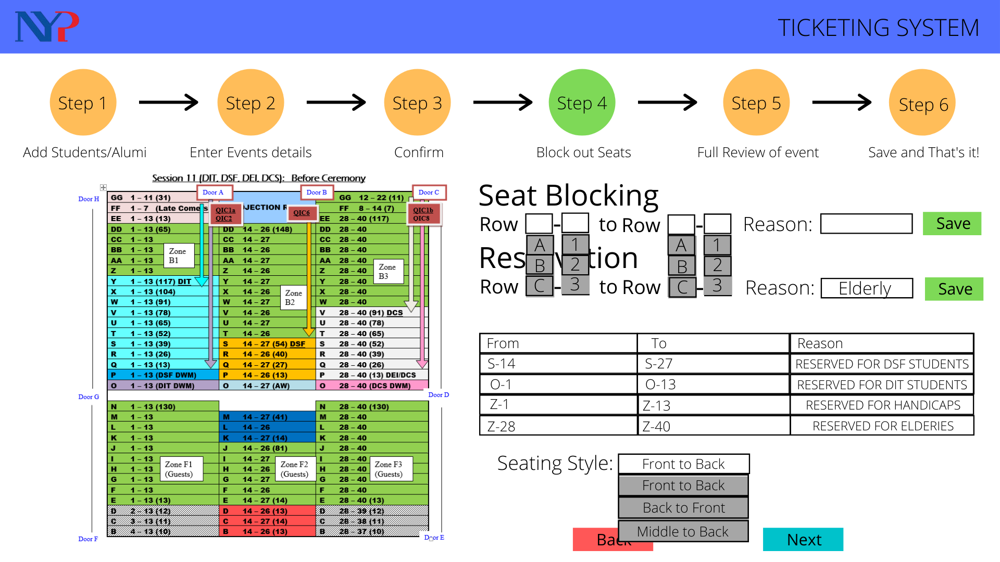 NYP
TICKETING SYSTEM
Step 1
Step 2
Step 3
Step 4
Step 5
Step 6
Add Students/Alumi
Enter Events details
Confirm
Block out Seats
Full Review of event
Save and That's it!
Session 11 (DIT, DSF, DEI, DCS): Before Ceremony
Door H
Door A
Door B
Door C
GG 1 – 11 (31) GG 12 – 22 (11)
FF 1 – 7 (Late Comers JECTION R FF 8 – 14 (7)
EE 1 – 13 (13) EE 28 – 40 (117)
QIC1a
QIC2
QIC6
QIC1b
QIC8
DD 1 – 13 (65) DD 14 – 26 (148) DD 28 – 40
CC 1 – 13 CC 14 – 27 CC 28 – 40
BB 1 – 13 BB 14 – 26 BB 28 – 40
AA 1 – 13 AA 14 – 27 AA 28 – 40
Z 1 – 13 Z 14 – 26 Z 28 – 40
Zone
B1
Zone
B3
Y 1 – 13 (117) DIT Y 14 – 27 Y 28 – 40
X 1 – 13 (104) X 14 – 26 X 28 – 40
W 1 – 13 (91) W 14 – 27 W 28 – 40
Zone
B2
V 1 – 13 (78) V 14 – 26 V 28 – 40 (91) DCS
U 1 – 13 (65) U 14 – 27 U 28 – 40 (78)
T 1 – 13 (52) T 14 – 26 T 28 – 40 (65)
S 1 – 13 (39) S 14 – 27 (54) DSF S 28 – 40 (52)
R 1 – 13 (26) R 14 – 26 (40) R 28 – 40 (39)
Q 1 – 13 (13) Q 14 – 27 (27) Q 28 – 40 (26)
P 1 – 13 (DSF DWM) P 14 – 26 (13) P 28 – 40 (13) DEI/DCS
O 1 – 13 (DIT DWM) O 14 – 27 (AW) O 28 – 40 (DCS DWM)
Door G
Door D
N 1 – 13 (130) N 28 – 40 (130)
M 1 – 13 M 14 – 27 (41) M 28 – 40
L 1 – 13 L 14 – 26 L 28 – 40
K 1 – 13 K 14 – 27 (14) K 28 – 40
J 1 – 13 J 14 – 26 (81) J 28 – 40
I 1 – 13 I 14 – 27 I 28 – 40
H 1 – 13 H 14 – 26 H 28 – 40
G 1 – 13 G 14 – 27 G 28 – 40
Zone F1
(Guests)
Zone F2
(Guests)
Zone F3
(Guests)
F 1 – 13 F 14 – 26 F 28 – 40
E 1 – 13 (13) E 14 – 27 (14) E 28 – 40 (13)
D 2 – 13 (12) D 14 – 26 (13) D 28 – 39 (12)
C 3 – 13 (11) C 14 – 27 (14) C 28 – 38 (11)
B 4 – 13 (10) B 14 – 26 (13) B 28 – 37 (10)
Door F
Door E
Seat Blocking
Row - to Row - Reason: Save
A 1 A 1
B 2 B 2
C 3 C 3
Row - to Row - Reason: Elderly Save
From To Reason
S-14 S-27 RESERVED FOR DSF STUDENTS
O-1 O-13 RESERVED FOR DIT STUDENTS
Z-1 Z-13 RESERVED FOR HANDICAPS
Z-28 Z-40 RESERVED FOR ELDERIES
Seating Style: Front to Back
Front to Back
Back to Front
Middle to Back
Back
Next